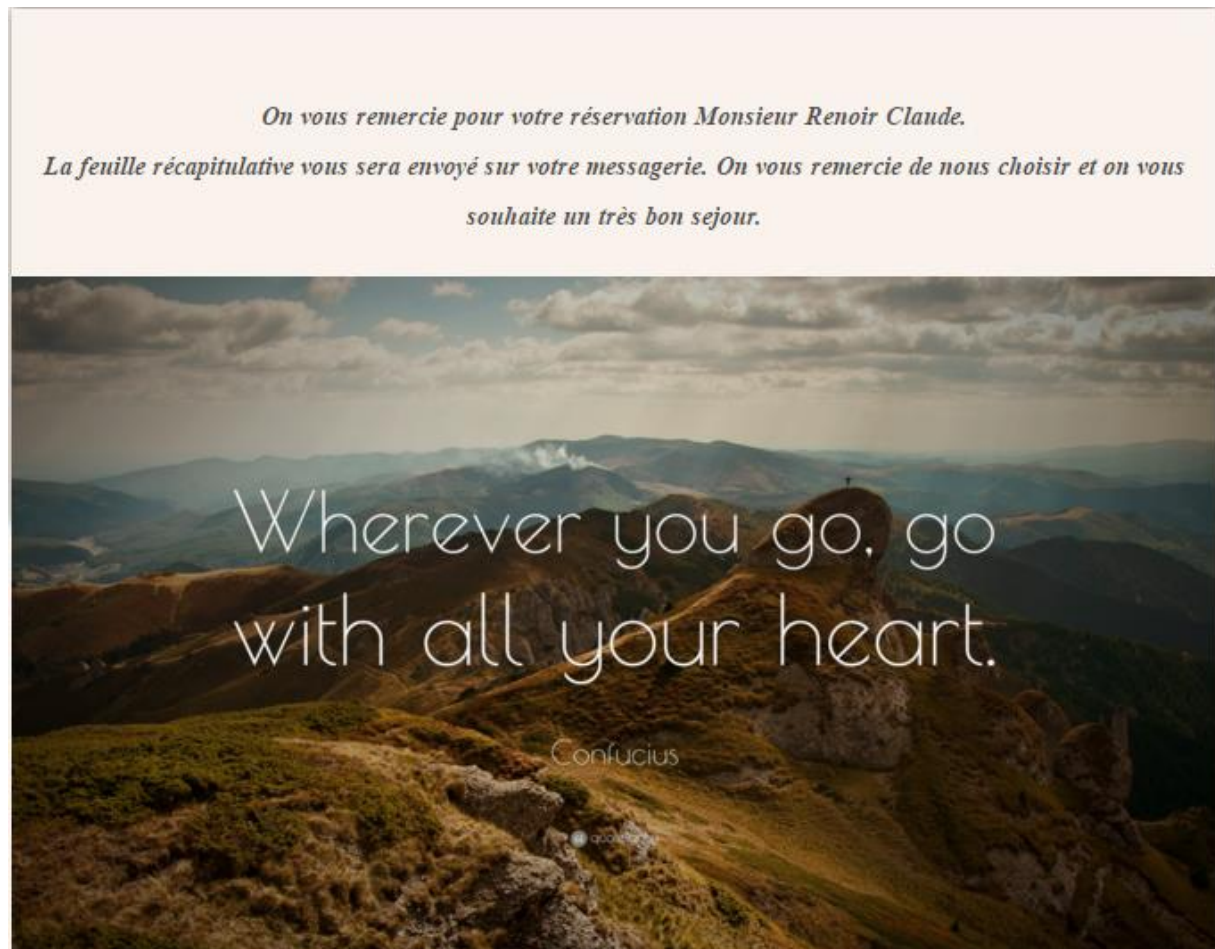 On vous remercie pour votre réservation Monsieur Renoir Claude.
La feuille récapitulative vous sera envoyé sur votre messagerie. On vous remercie de nous choisir et on vous
souhaite un très bon sejour.
Wherever you go, go
with all your heart.
Confucius